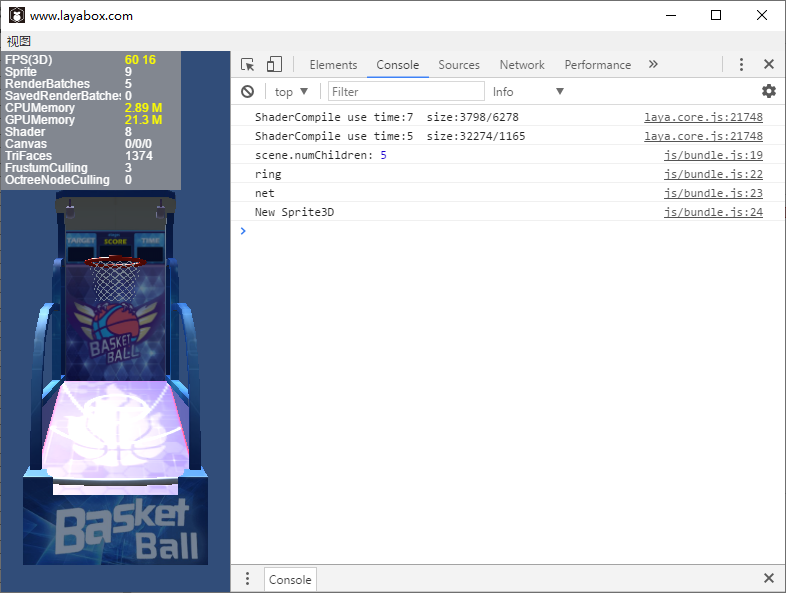 www.layabox.com
视图
FPS(3D) 60 16
Sprite 9
RenderBatches 5
SavedRenderBatches 0
CPUMemory 2.89 M
GPUMemory 21.3 M
Shader 8
Canvas 0/0/0
TriFaces 1374
FrustumCulling 3
OctreeNodeCulling 0
TARGET SCORE TIME
BASKET
BALL
Basket
Ball
Elements Console Sources Network Performance »
top ▼ Filter Info ▼
ShaderCompile use time:7 size:3798/6278 laya.core.js:21748
ShaderCompile use time:5 size:32274/1165 laya.core.js:21748
scene.numChildren: 5 js/bundle.js:19
ring js/bundle.js:22
net js/bundle.js:23
New Sprite3D js/bundle.js:24
>
Console